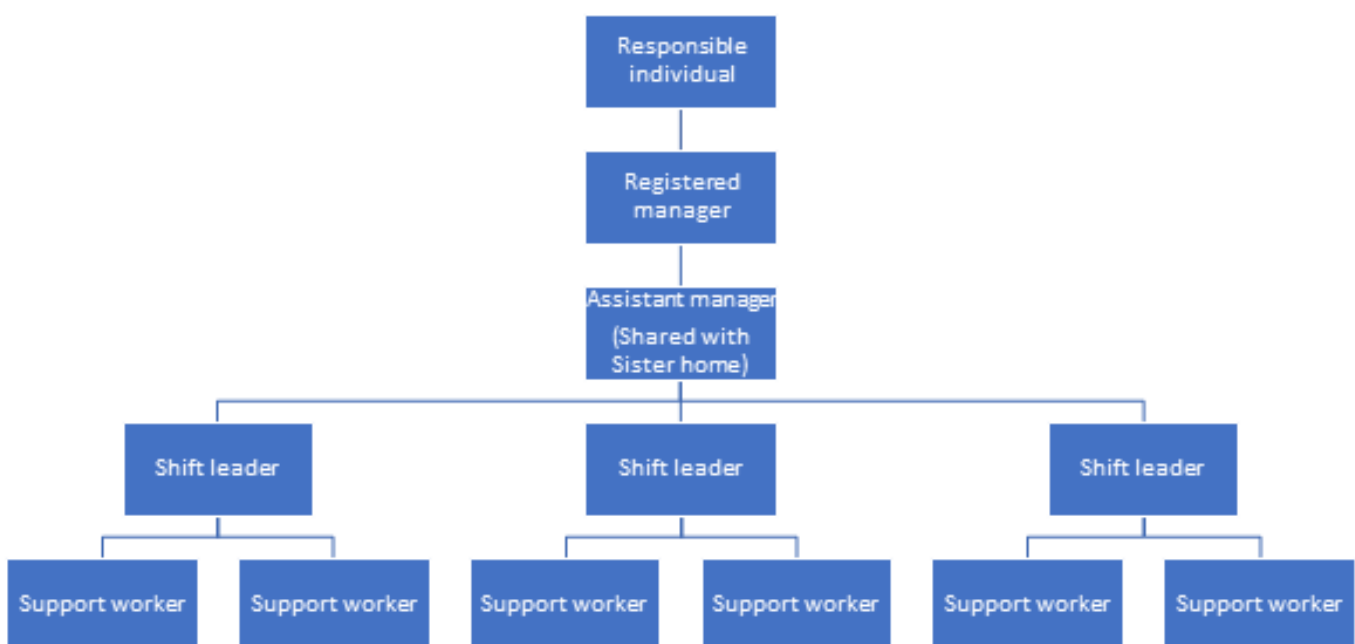 Responsible
individual
Registered
manager
Assistant manager
(Shared with
Sister home)
Shift leader
Shift leader
Shift leader
Support worker
Support worker
Support worker
Support worker
Support worker
Support worker